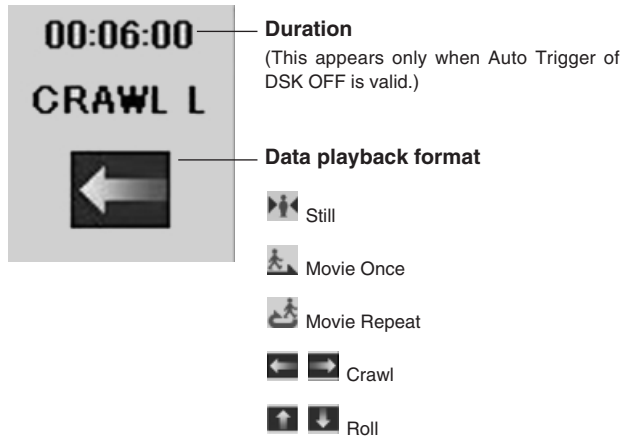 00:06:00
Duration
(This appears only when Auto Trigger of
DSK OFF is valid.)
CRAWL L
Data playback format
Still
Movie Once
Movie Repeat
Crawl
Roll